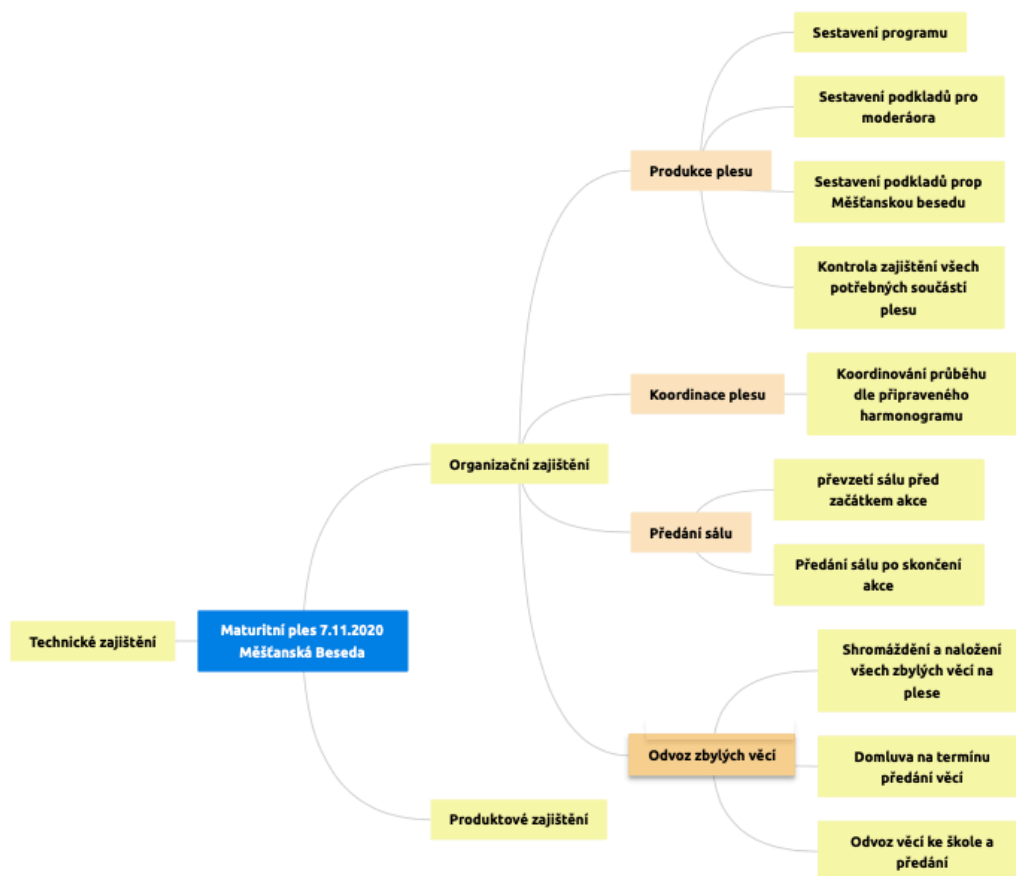 Sestavení programu
Sestavení podkladů pro
moderáora
Produkce plesu
Sestavení podkladů prop
Měšťanskou besedu
Kontrola zajištění všech
potřebných součástí
plesu
Koordinace plesu
Koordinování průběhu
dle připraveného
harmonogramu
Organizační zajištění
převzetí sálu před
začátkem akce
Předání sálu
Předání sálu po skončení
akce
Technické zajištění
Maturitní ples 7.11.2020
Měšťanská Beseda
Shromáždění a naložení
všech zbylých věcí na
plese
Odvoz zbylých věcí
Domluva na termínu
předání věcí
Produktové zajištění
Odvoz věcí ke škole a
předání